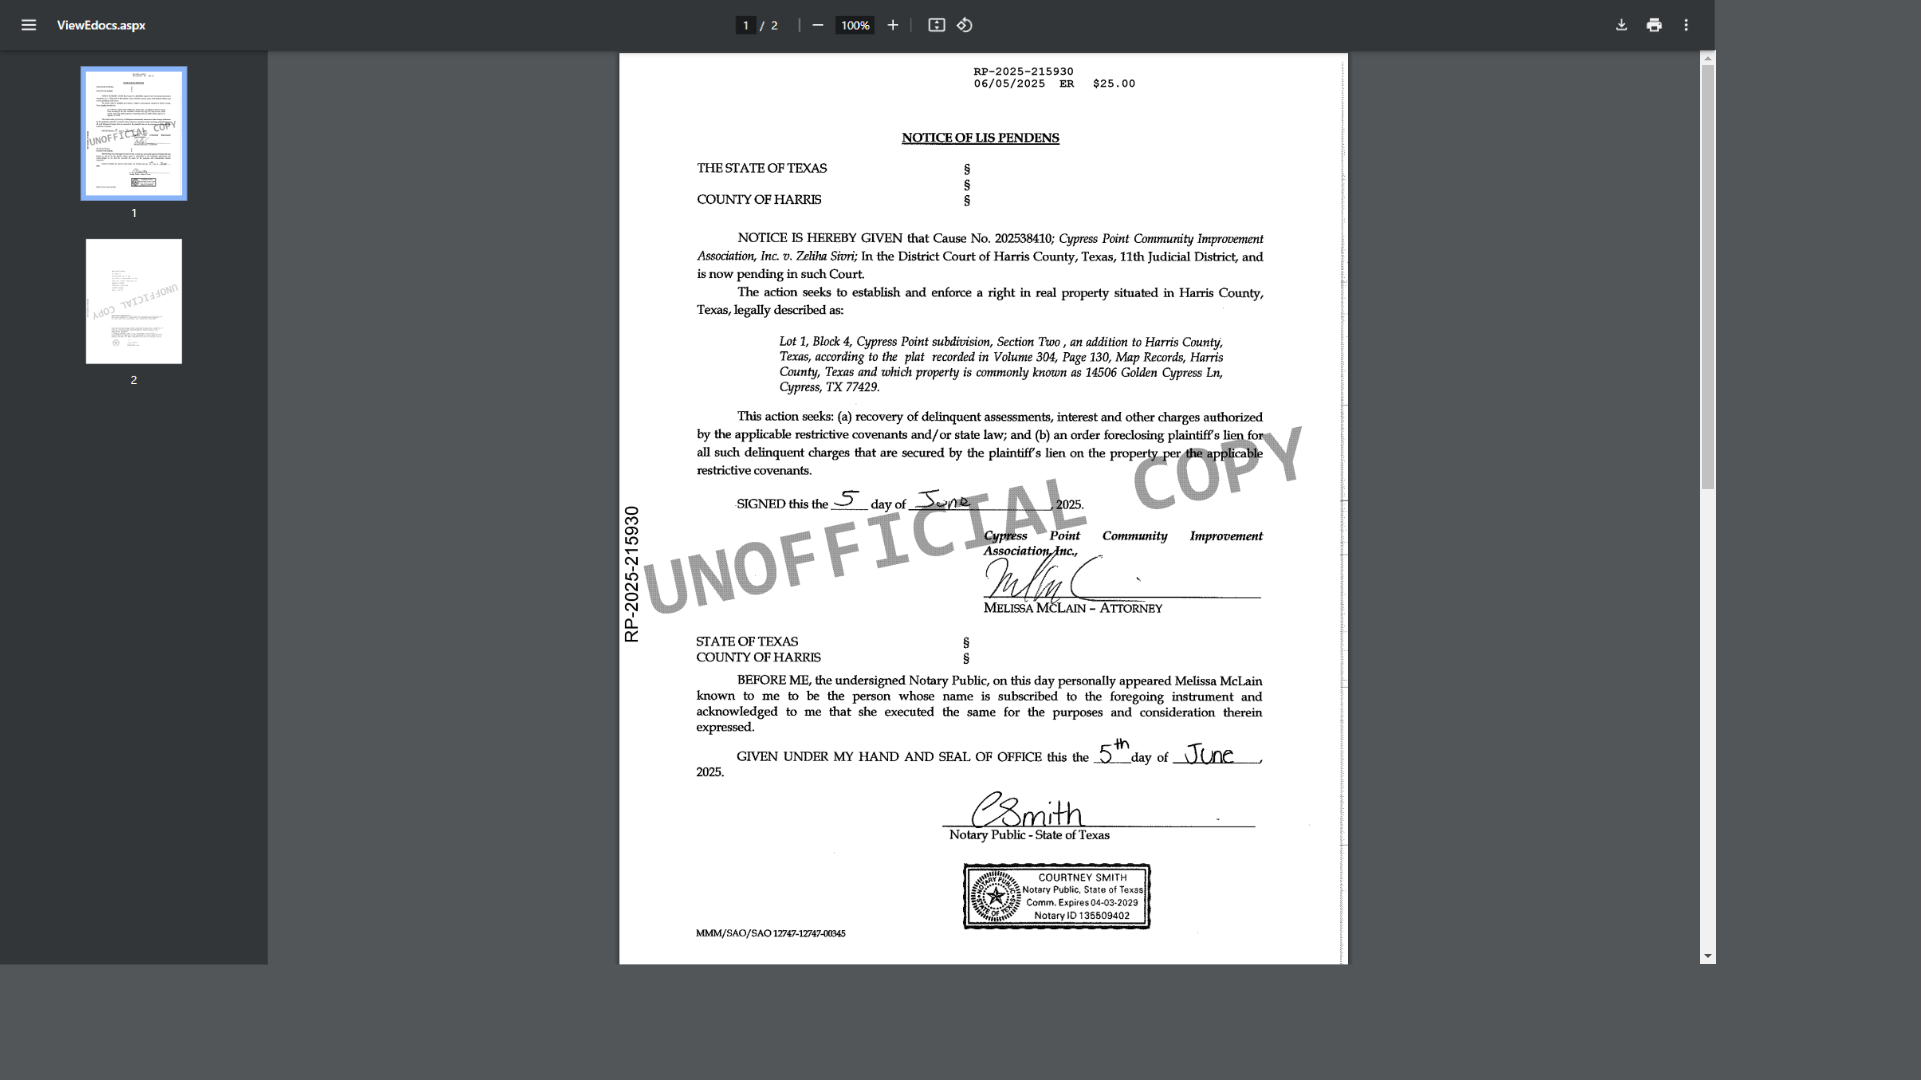 ViewEdocs.aspx
1 / 2
100%
1
2
RP-2025-215930
06/05/2025 ER $25.00
NOTICE OF LIS PENDENS
THE STATE OF TEXAS §
§
COUNTY OF HARRIS §
NOTICE IS HEREBY GIVEN that Cause No. 202538410; Cypress Point Community Improvement
Association, Inc. v. Zeliha Sivri; In the District Court of Harris County, Texas, 11th Judicial District, and
is now pending in such Court.
The action seeks to establish and enforce a right in real property situated in Harris County,
Texas, legally described as:
Lot 1, Block 4, Cypress Point subdivision, Section Two , an addition to Harris County,
Texas, according to the plat recorded in Volume 304, Page 130, Map Records, Harris
County, Texas and which property is commonly known as 14506 Golden Cypress Ln,
Cypress, TX 77429.
This action seeks: (a) recovery of delinquent assessments, interest and other charges authorized
by the applicable restrictive covenants and/or state law; and (b) an order foreclosing plaintiff's lien for
all such delinquent charges that are secured by the plaintiff's lien on the property per the applicable
restrictive covenants.
SIGNED this the 5 day of June, 2025.
Cypress Point Community Improvement
Association, Inc.,
MELISSA MCLAIN – ATTORNEY
UNOFFICIAL COPY
RP-2025-215930
STATE OF TEXAS §
COUNTY OF HARRIS §
BEFORE ME, the undersigned Notary Public, on this day personally appeared Melissa McLain
known to me to be the person whose name is subscribed to the foregoing instrument and
acknowledged to me that she executed the same for the purposes and consideration therein
expressed.
GIVEN UNDER MY HAND AND SEAL OF OFFICE this the 5th day of June,
2025.
CSmith
Notary Public - State of Texas
NOTARY PUBLIC
STATE OF TEXAS
COURTNEY SMITH
Notary Public, State of Texas
Comm. Expires 04-03-2029
Notary ID 135509402
MMM/SAO/SAO 12747-12747-00345